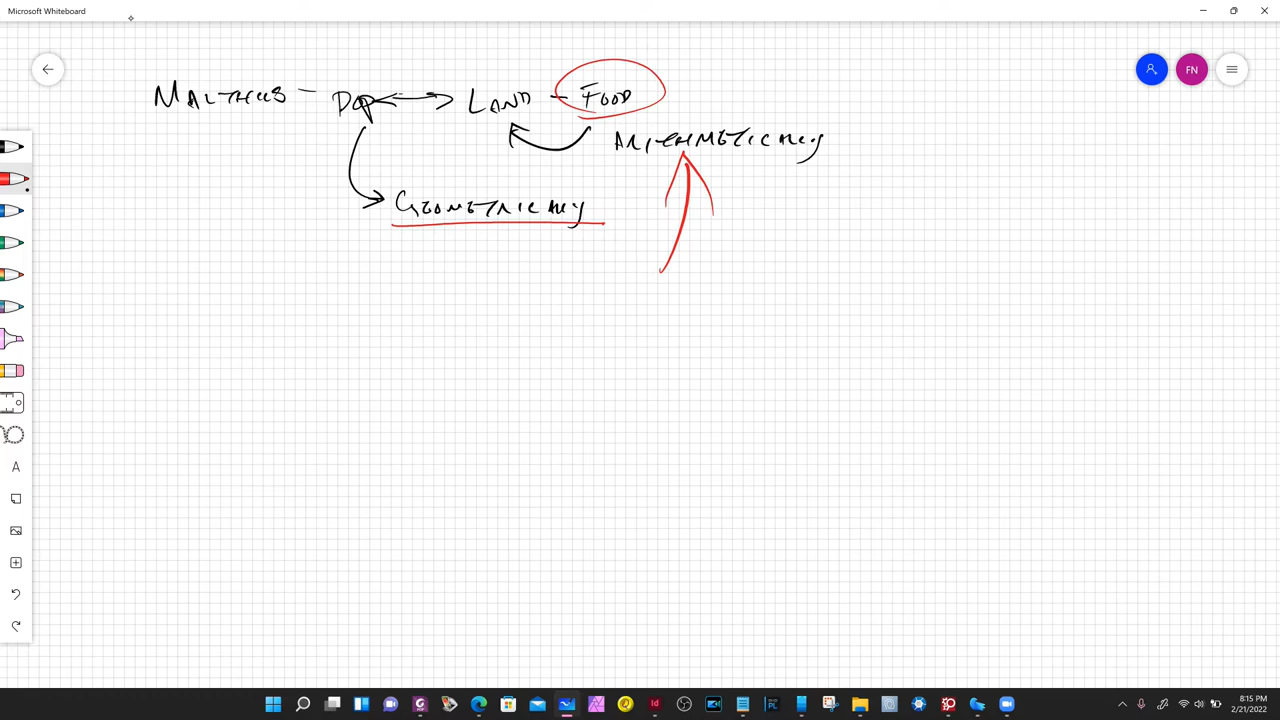 Microsoft Whiteboard
FN
MALTHUS - POP ↔ LAND - FOOD
ARITHMETICALLY
GEOMETRICALLY
A
8:15 PM
2/21/2022